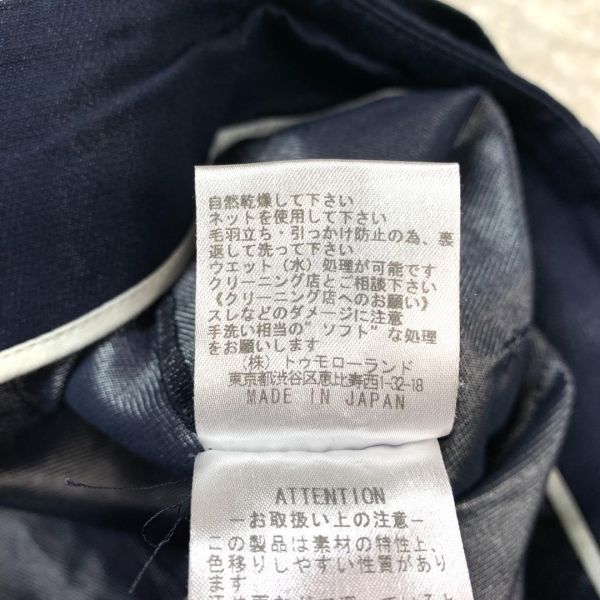 自然乾燥して下さい
ネットを使用して下さい
毛羽立ち・引っかけ防止の為、裏
返して洗って下さい
ウエット(水)処理が可能です
クリーニング店とご相談下さい
《クリーニング店へのお願い》
スレなどのダメージに注意
手洗い相当の"ソフト"な処理
をお願いします
(株)トゥモローランド
東京都渋谷区恵比寿西1-32-18
MADE IN JAPAN
ATTENTION
―お取扱い上の注意―
この製品は素材の特性上、
色移りしやすい性質があり
ます